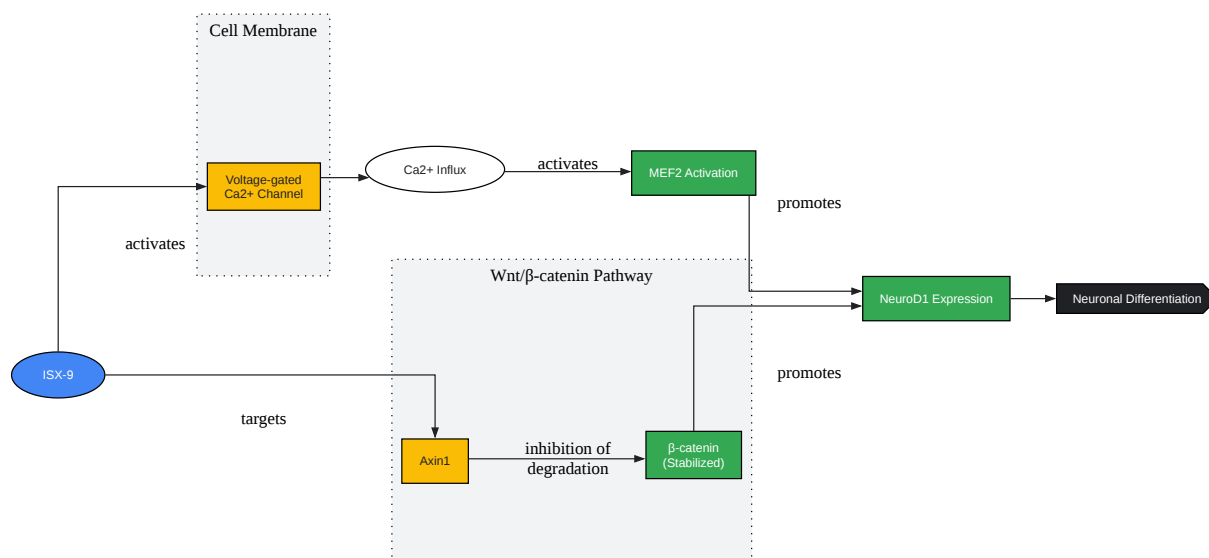 Cell Membrane
Voltage-gated
Ca2+ Channel
Ca2+ Influx
activates
MEF2 Activation
promotes
activates
Wnt/β-catenin Pathway
NeuroD1 Expression
Neuronal Differentiation
ISX-9
promotes
targets
Axin1
inhibition of
degradation
β-catenin
(Stabilized)